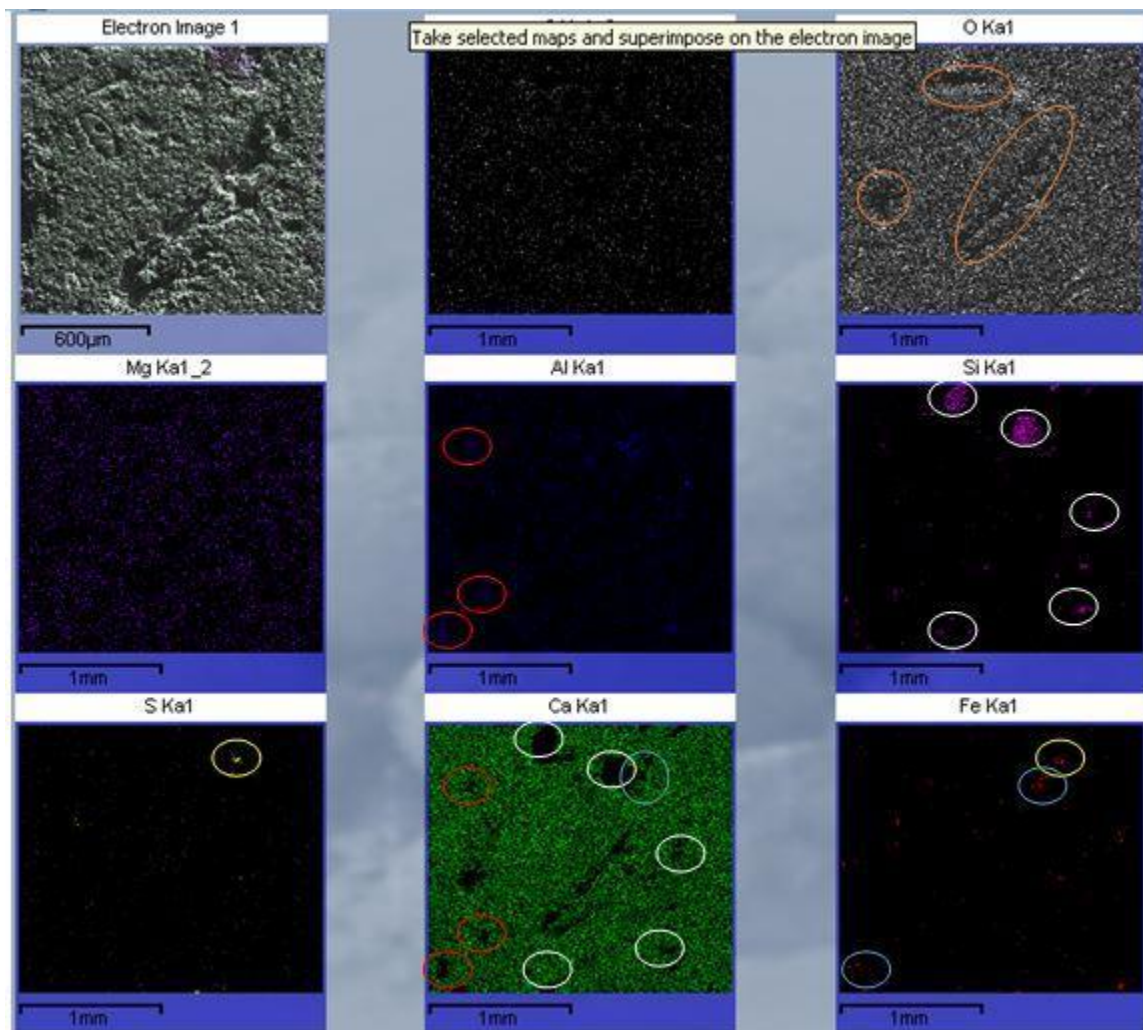 Electron Image 1
Take selected maps and superimpose on the electron image
O Ka1
600µm
1mm
1mm
Mg Ka1_2
Al Ka1
Si Ka1
1mm
1mm
1mm
S Ka1
Ca Ka1
Fe Ka1
1mm
1mm
1mm